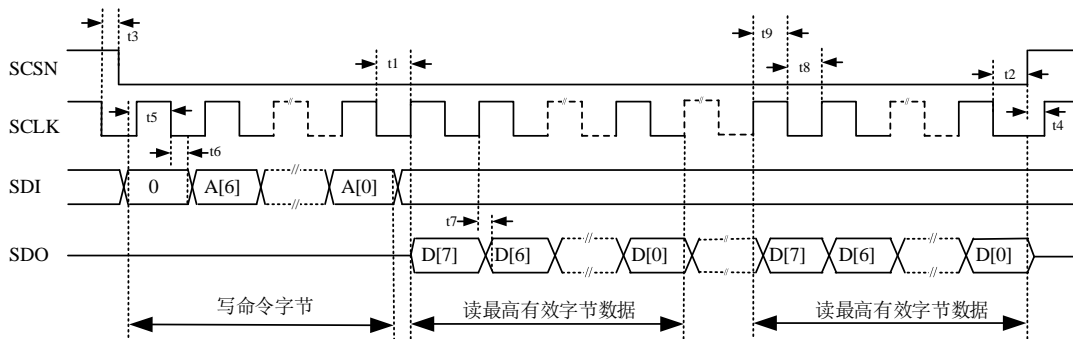 t3 t9
SCSN t1 t8 t2
SCLK t5 t4
t6
SDI 0 A[6] A[0]
t7
SDO D[7] D[6] D[0] D[7] D[6] D[0]
写命令字节 读最高有效字节数据 读最高有效字节数据